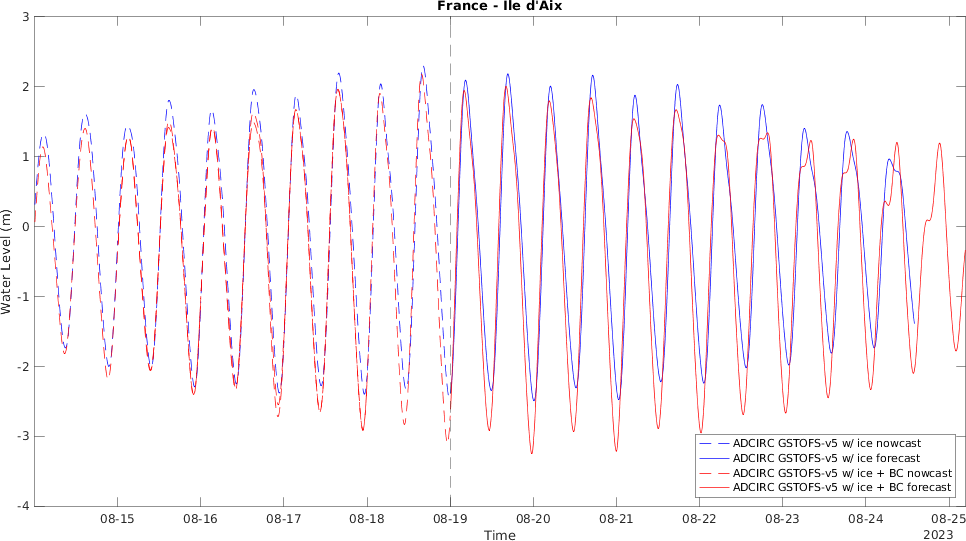 France - Ile d'Aix
3
2
1
0
-1
-2
-3
-4
Water Level (m)
ADCIRC GSTOFS-v5 w/ ice nowcast
ADCIRC GSTOFS-v5 w/ ice forecast
ADCIRC GSTOFS-v5 w/ ice + BC nowcast
ADCIRC GSTOFS-v5 w/ ice + BC forecast
08-15 08-16 08-17 08-18 08-19 08-20 08-21 08-22 08-23 08-24 08-25
Time
2023